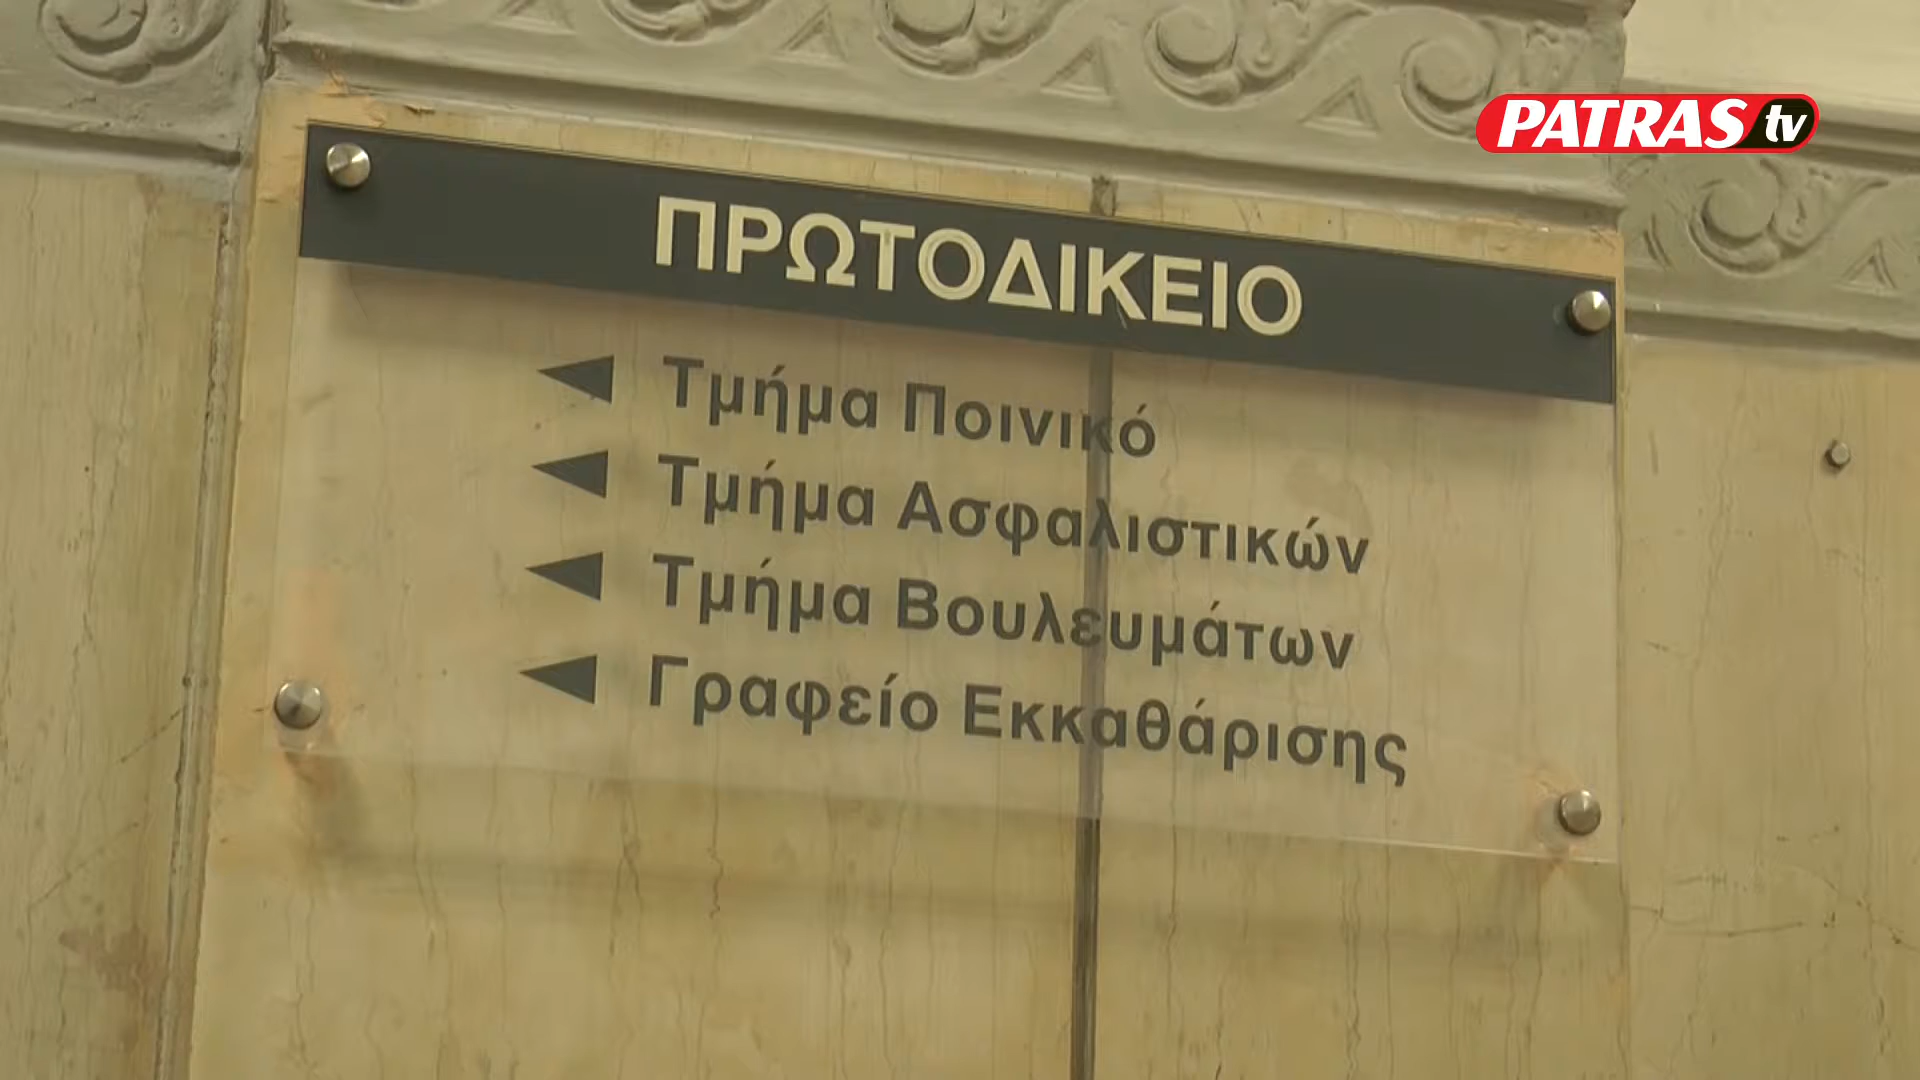 PATRAS tv
ΠΡΩΤΟΔΙΚΕΙΟ
Τμήμα Ποινικό
Τμήμα Ασφαλιστικών
Τμήμα Βουλευμάτων
Γραφείο Εκκαθάρισης